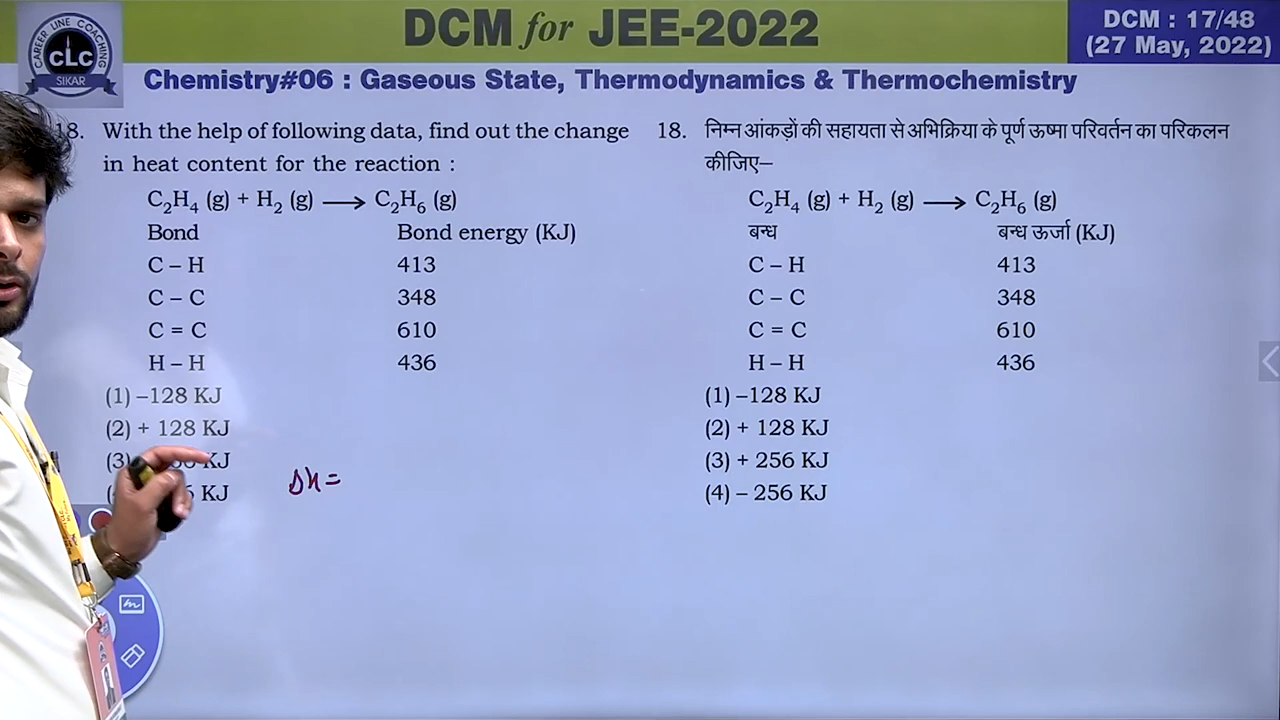 DCM for JEE-2022
DCM : 17/48
(27 May, 2022)
CAREER LINE COACHING
CLC
SIKAR
Chemistry#06 : Gaseous State, Thermodynamics & Thermochemistry
18. With the help of following data, find out the change
in heat content for the reaction :
C₂H₄ (g) + H₂ (g) ⟶ C₂H₆ (g)
Bond Bond energy (KJ)
C – H 413
C – C 348
C = C 610
H – H 436
(1) –128 KJ
(2) + 128 KJ
(3) KJ
KJ
ΔH =
18. निम्न आंकड़ों की सहायता से अभिक्रिया के पूर्ण ऊष्मा परिवर्तन का परिकलन
कीजिए–
C₂H₄ (g) + H₂ (g) ⟶ C₂H₆ (g)
बन्ध बन्ध ऊर्जा (KJ)
C – H 413
C – C 348
C = C 610
H – H 436
(1) –128 KJ
(2) + 128 KJ
(3) + 256 KJ
(4) – 256 KJ